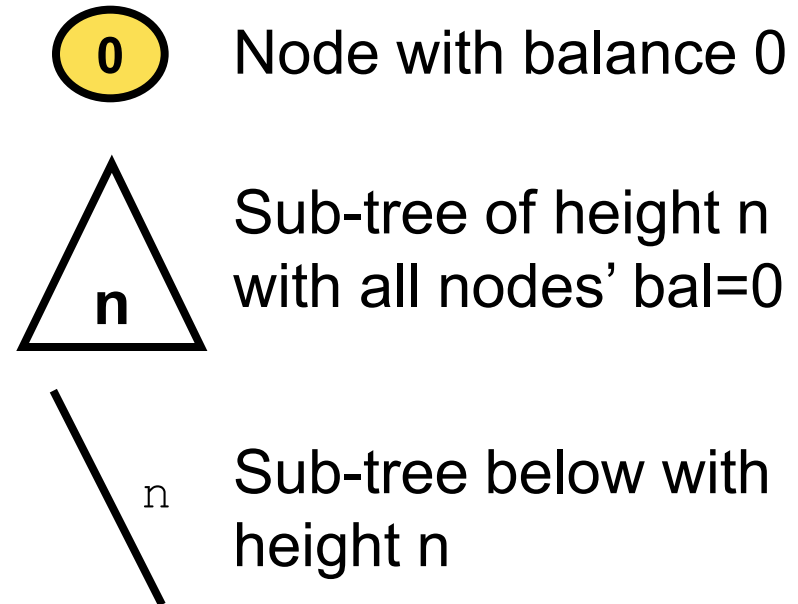 0 Node with balance 0
Sub-tree of height n
with all nodes’ bal=0
n
n
Sub-tree below with
height n